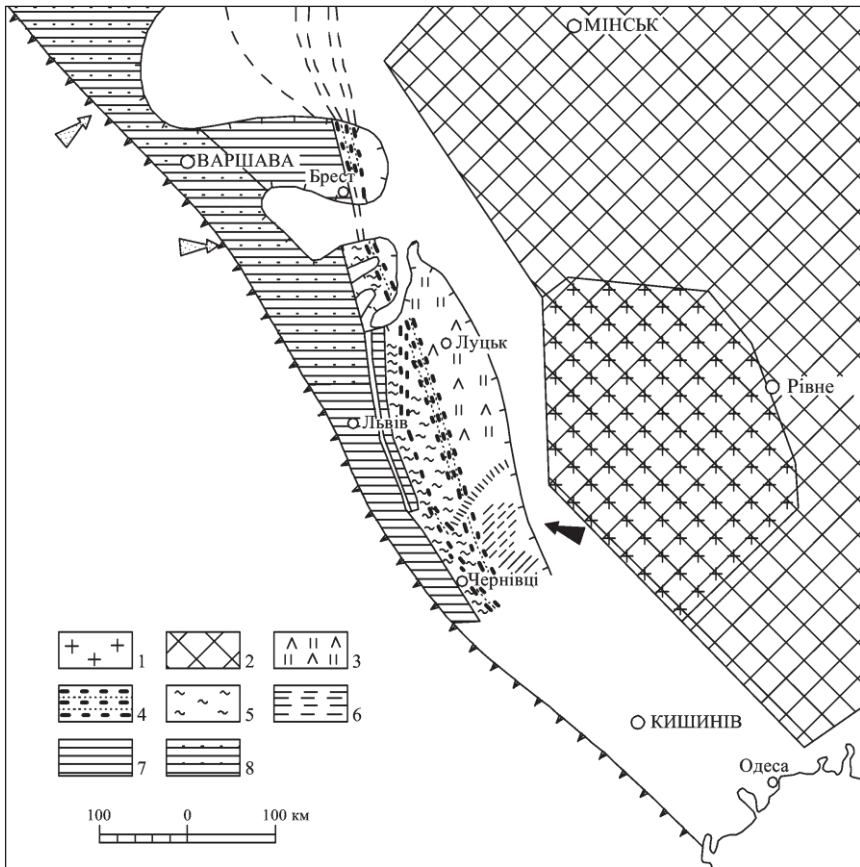 МІНСЬК
ВАРШАВА
Брест
Луцьк
Рівне
Львів
Чернівці
1
2
3
4
5
6
7
8
КИШИНІВ
Одеса
100 0 100 км